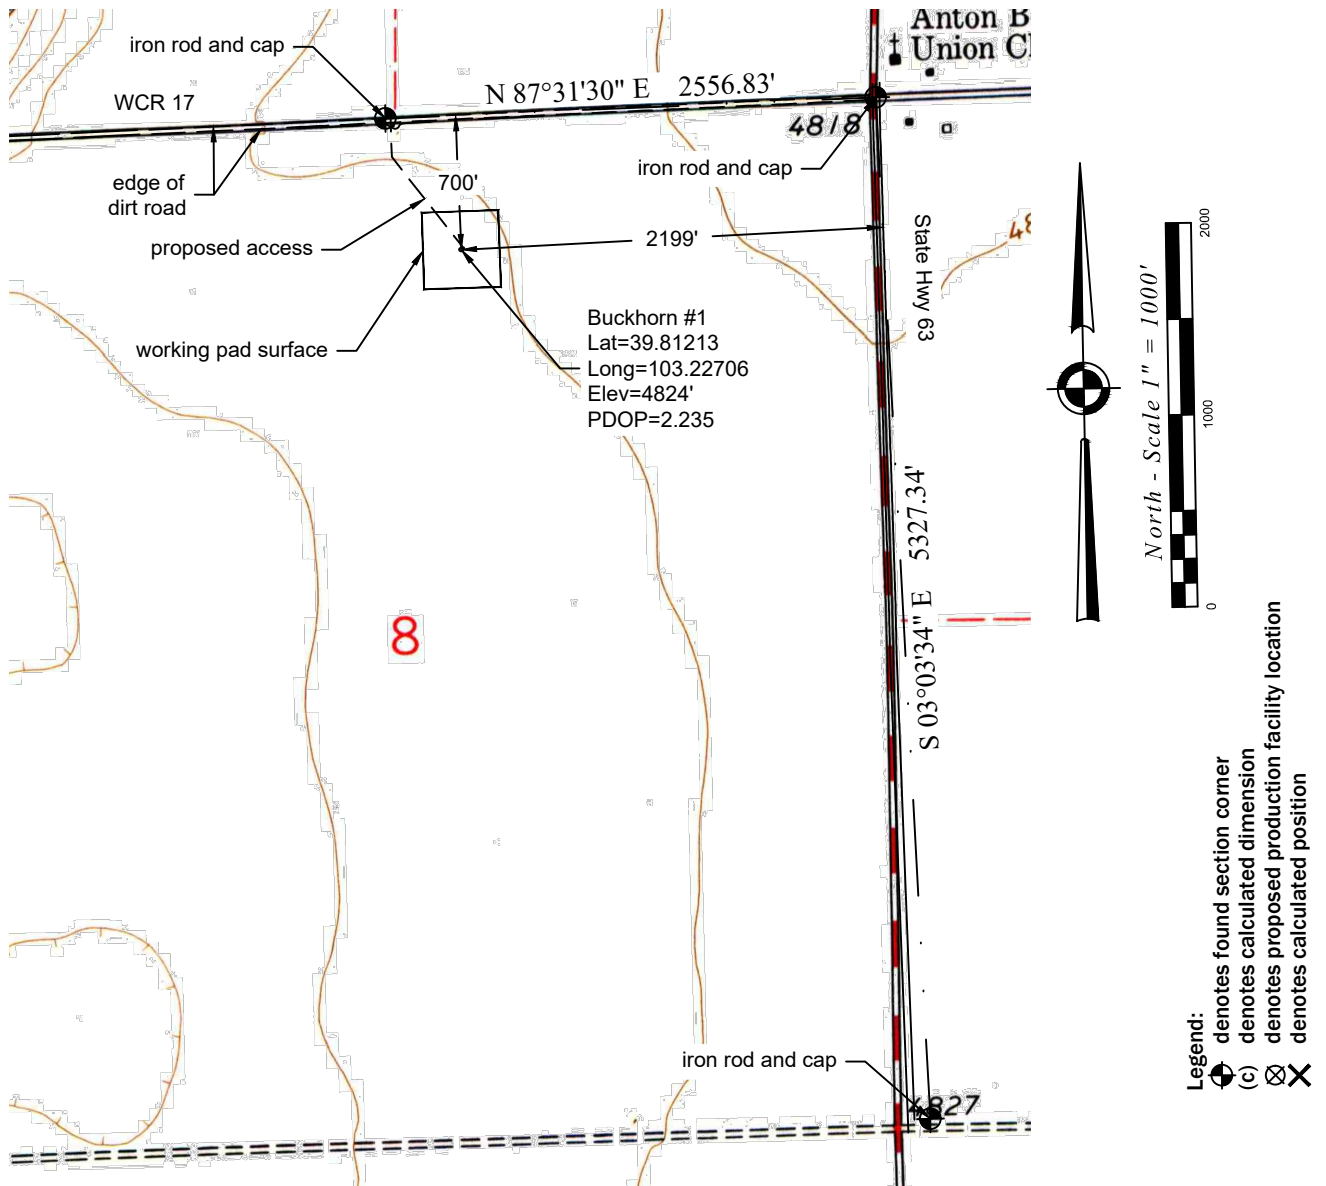 Anton B
Union C
iron rod and cap
WCR 17
N 87°31'30" E 2556.83'
4818
iron rod and cap
edge of
dirt road
700'
proposed access
2199'
State Hwy 63
working pad surface
Buckhorn #1
Lat=39.81213
Long=103.22706
Elev=4824'
PDOP=2.235
S 03°03'34" E 5327.34'
8
iron rod and cap
4827
North - Scale 1" = 1000'
0
1000
2000
Legend:
denotes found section corner
(c) denotes calculated dimension
denotes proposed production facility location
denotes calculated position